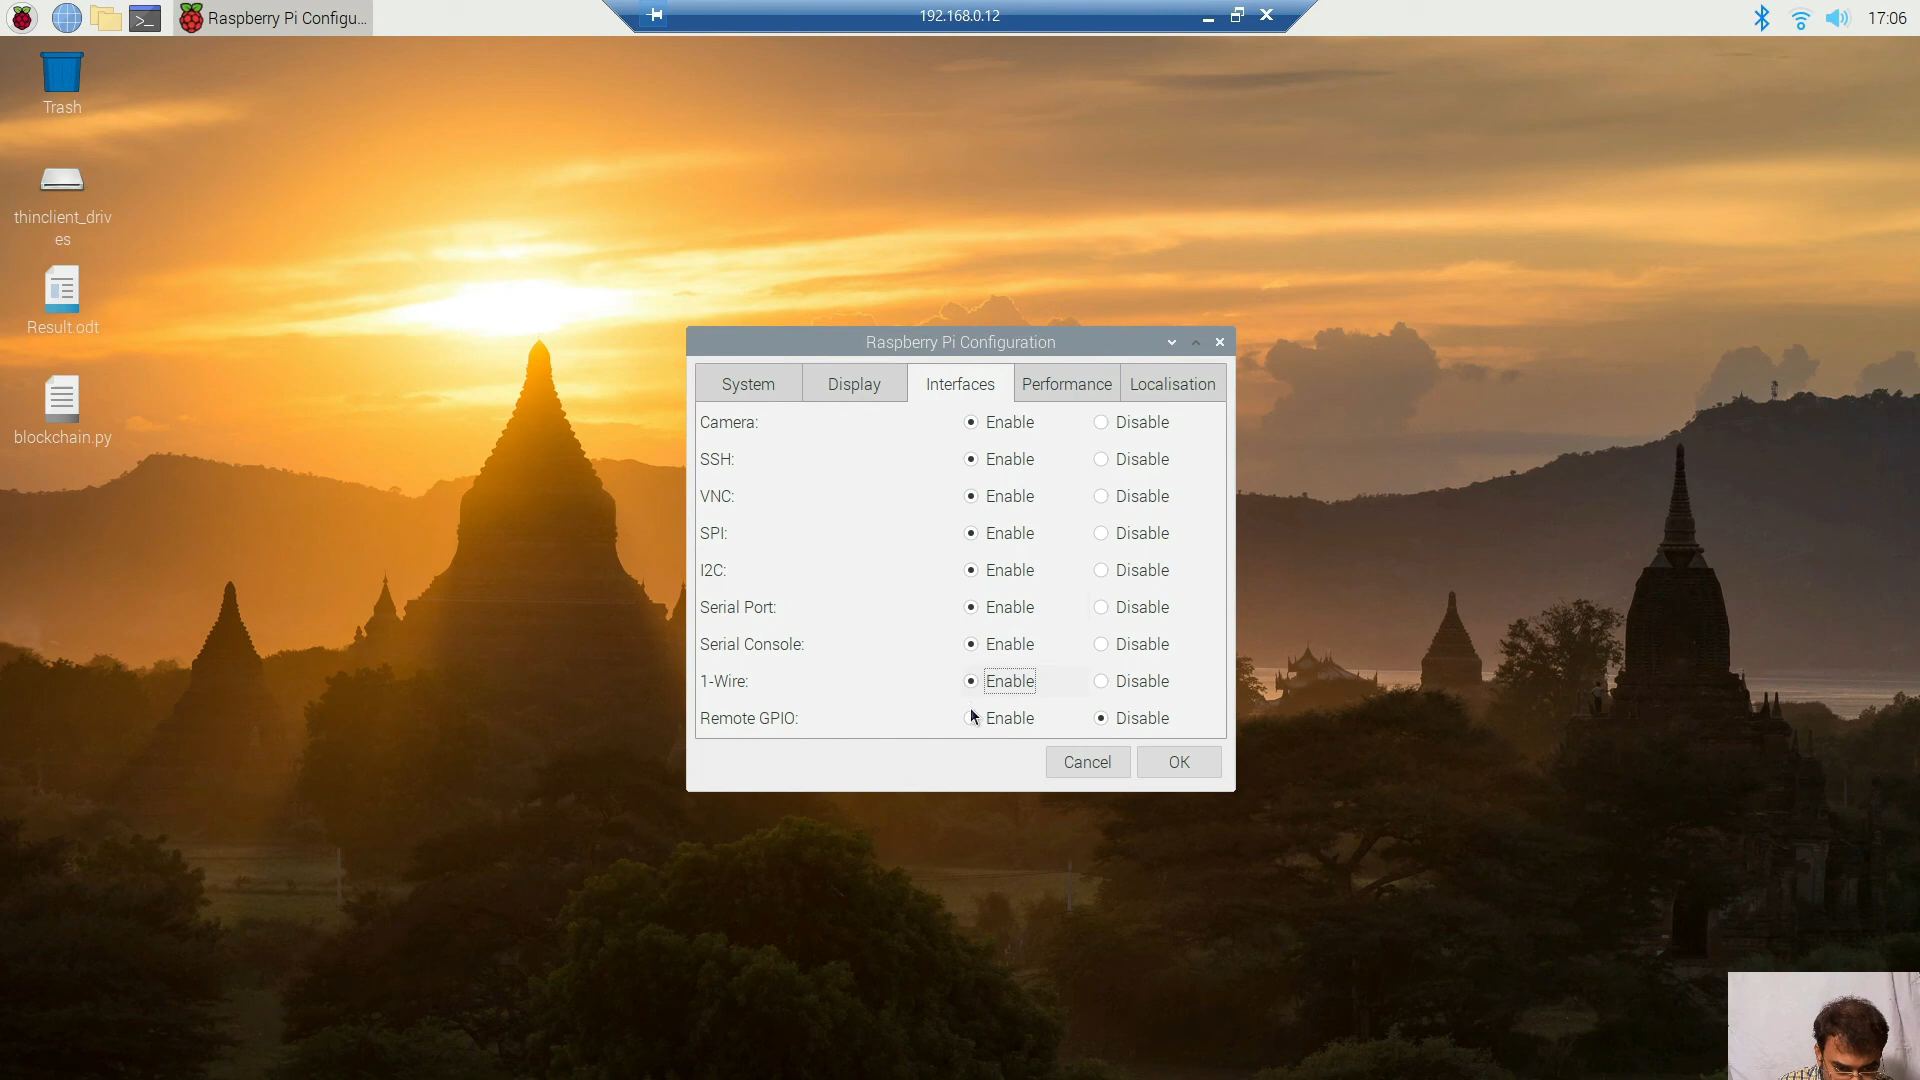 Raspberry Pi Configu...
192.168.0.12
17:06
Trash
thinclient_driv
es
Result.odt
blockchain.py
Raspberry Pi Configuration
System Display Interfaces Performance Localisation
Camera: Enable Disable
SSH: Enable Disable
VNC: Enable Disable
SPI: Enable Disable
I2C: Enable Disable
Serial Port: Enable Disable
Serial Console: Enable Disable
1-Wire: Enable Disable
Remote GPIO: Enable Disable
Cancel OK